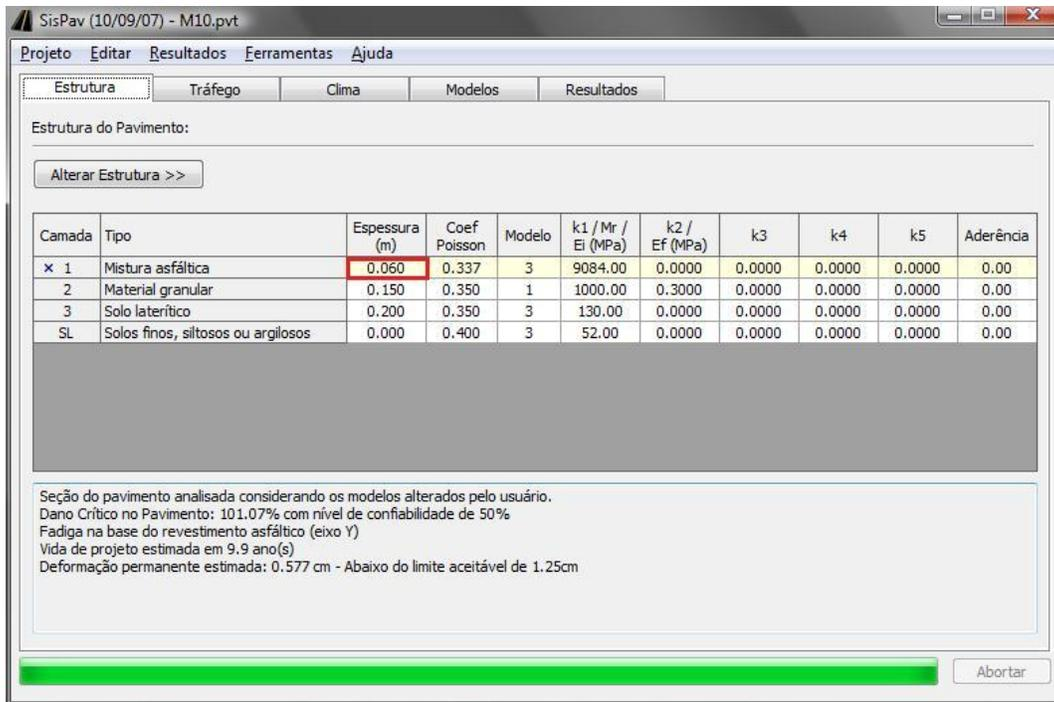 SisPav (10/09/07) - M10.pvt
Projeto Editar Resultados Ferramentas Ajuda
Estrutura Tráfego Clima Modelos Resultados
Estrutura do Pavimento:
Alterar Estrutura >>
Camada Tipo Espessura (m) Coef Poisson Modelo k1 / Mr / Ei (MPa) k2 / Ef (MPa) k3 k4 k5 Aderência
× 1 Mistura asfáltica 0.060 0.337 3 9084.00 0.0000 0.0000 0.0000 0.0000 0.00
2 Material granular 0.150 0.350 1 1000.00 0.3000 0.0000 0.0000 0.0000 0.00
3 Solo laterítico 0.200 0.350 3 130.00 0.0000 0.0000 0.0000 0.0000 0.00
SL Solos finos, siltosos ou argilosos 0.000 0.400 3 52.00 0.0000 0.0000 0.0000 0.0000 0.00
Seção do pavimento analisada considerando os modelos alterados pelo usuário.
Dano Crítico no Pavimento: 101.07% com nível de confiabilidade de 50%
Fadiga na base do revestimento asfáltico (eixo Y)
Vida de projeto estimada em 9.9 ano(s)
Deformação permanente estimada: 0.577 cm - Abaixo do limite aceitável de 1.25cm
Abortar